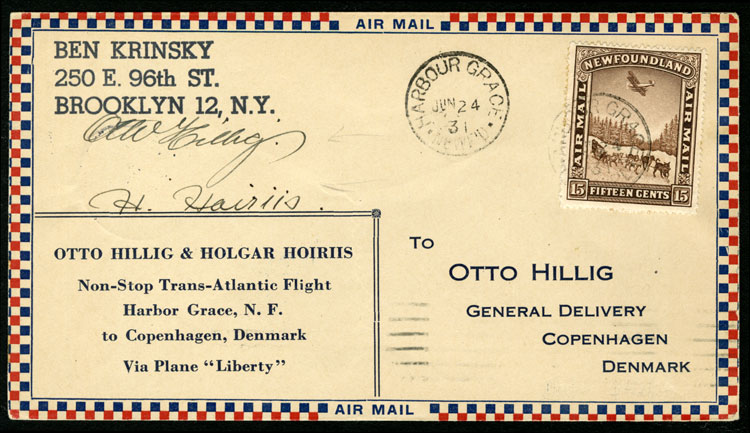 AIR MAIL
BEN KRINSKY
250 E. 96th ST.
BROOKLYN 12, N.Y.
Otto Hillig
H. Hoiriis.
HARBOUR GRACE
JUN 24
31
NEWF'D
NEWFOUNDLAND
AIR MAIL
AIR MAIL
15 FIFTEEN CENTS 15
OTTO HILLIG & HOLGAR HOIRIIS
Non-Stop Trans-Atlantic Flight
Harbor Grace, N. F.
to Copenhagen, Denmark
Via Plane “Liberty”
TO
OTTO HILLIG
GENERAL DELIVERY
COPENHAGEN
DENMARK
AIR MAIL